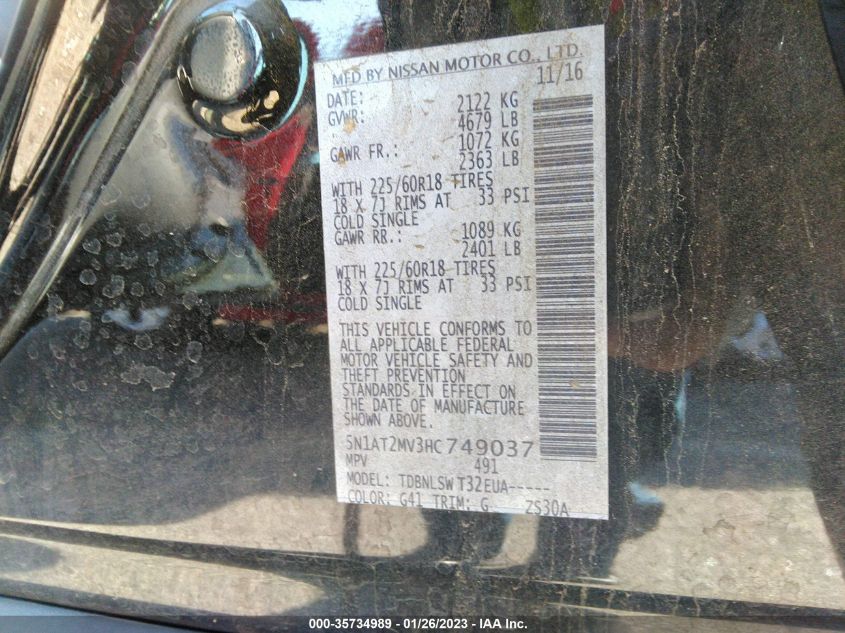 MFD BY NISSAN MOTOR CO., LTD.
DATE: 11/16
GVWR: 2122 KG
4679 LB
GAWR FR.: 1072 KG
2363 LB
WITH 225/60R18 TIRES
18 X 7J RIMS AT 33 PSI
COLD SINGLE
GAWR RR.: 1089 KG
2401 LB
WITH 225/60R18 TIRES
18 X 7J RIMS AT 33 PSI
COLD SINGLE
THIS VEHICLE CONFORMS TO
ALL APPLICABLE FEDERAL
MOTOR VEHICLE SAFETY AND
THEFT PREVENTION
STANDARDS IN EFFECT ON
THE DATE OF MANUFACTURE
SHOWN ABOVE.
5N1AT2MV3HC749037
MPV 491
MODEL: TDBNLSW T32EUA-----
COLOR: G41 TRIM: G ZS30A
000-35734989 — 01/26/2023 — IAA Inc.